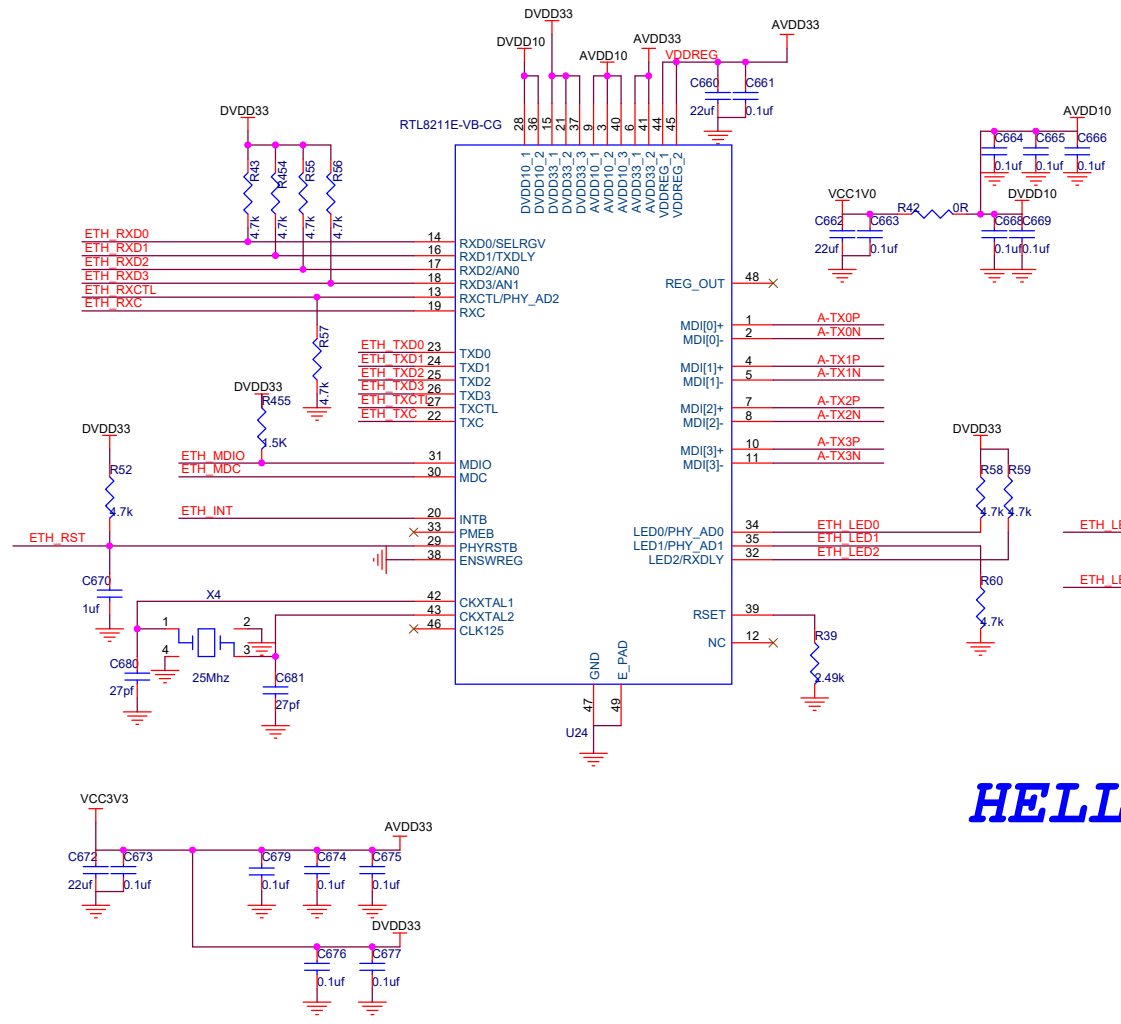 DVDD33
DVDD10
AVDD33
AVDD33
AVDD10
VDDREG
C660
C661
22uf
0.1uf
RTL8211E-VB-CG
28
36
15
21
37
9
3
40
6
41
44
45
DVDD10_1
DVDD10_2
DVDD33_1
DVDD33_2
DVDD33_3
AVDD10_1
AVDD10_2
AVDD10_3
AVDD33_1
AVDD33_2
VDDREG_1
VDDREG_2
DVDD33
R43
R454
R55
R56
4.7k
4.7k
4.7k
4.7k
AVDD10
C664
C665
C666
0.1uf
0.1uf
0.1uf
VCC1V0
R42
0R
DVDD10
C662
C663
C668
C669
22uf
0.1uf
0.1uf
0.1uf
ETH_RXD0
14
RXD0/SELRGV
ETH_RXD1
16
RXD1/TXDLY
ETH_RXD2
17
RXD2/AN0
ETH_RXD3
18
RXD3/AN1
ETH_RXCTL
13
RXCTL/PHY_AD2
ETH_RXC
19
RXC
R57
4.7k
ETH_TXD0
23
TXD0
ETH_TXD1
24
TXD1
ETH_TXD2
25
TXD2
ETH_TXD3
26
TXD3
ETH_TXCTL
27
TXCTL
ETH_TXC
22
TXC
DVDD33
R455
1.5K
ETH_MDIO
31
MDIO
ETH_MDC
30
MDC
DVDD33
R52
4.7k
ETH_INT
20
INTB
33
PMEB
ETH_RST
29
PHYRSTB
38
ENSWREG
C670
1uf
42
CKXTAL1
43
CKXTAL2
46
CLK125
X4
1
2
4
3
25Mhz
C680
27pf
C681
27pf
REG_OUT
48
MDI[0]+
1
A-TX0P
MDI[0]-
2
A-TX0N
MDI[1]+
4
A-TX1P
MDI[1]-
5
A-TX1N
MDI[2]+
7
A-TX2P
MDI[2]-
8
A-TX2N
MDI[3]+
10
A-TX3P
MDI[3]-
11
A-TX3N
DVDD33
R58
R59
4.7k
4.7k
LED0/PHY_AD0
34
ETH_LED0
LED1/PHY_AD1
35
ETH_LED1
LED2/RXDLY
32
ETH_LED2
R60
4.7k
RSET
39
R39
2.49k
NC
12
GND
E_PAD
47
49
U24
ETH_LE
ETH_LE
HELL
VCC3V3
AVDD33
C672
C673
C679
C674
C675
22uf
0.1uf
0.1uf
0.1uf
0.1uf
DVDD33
C676
C677
0.1uf
0.1uf